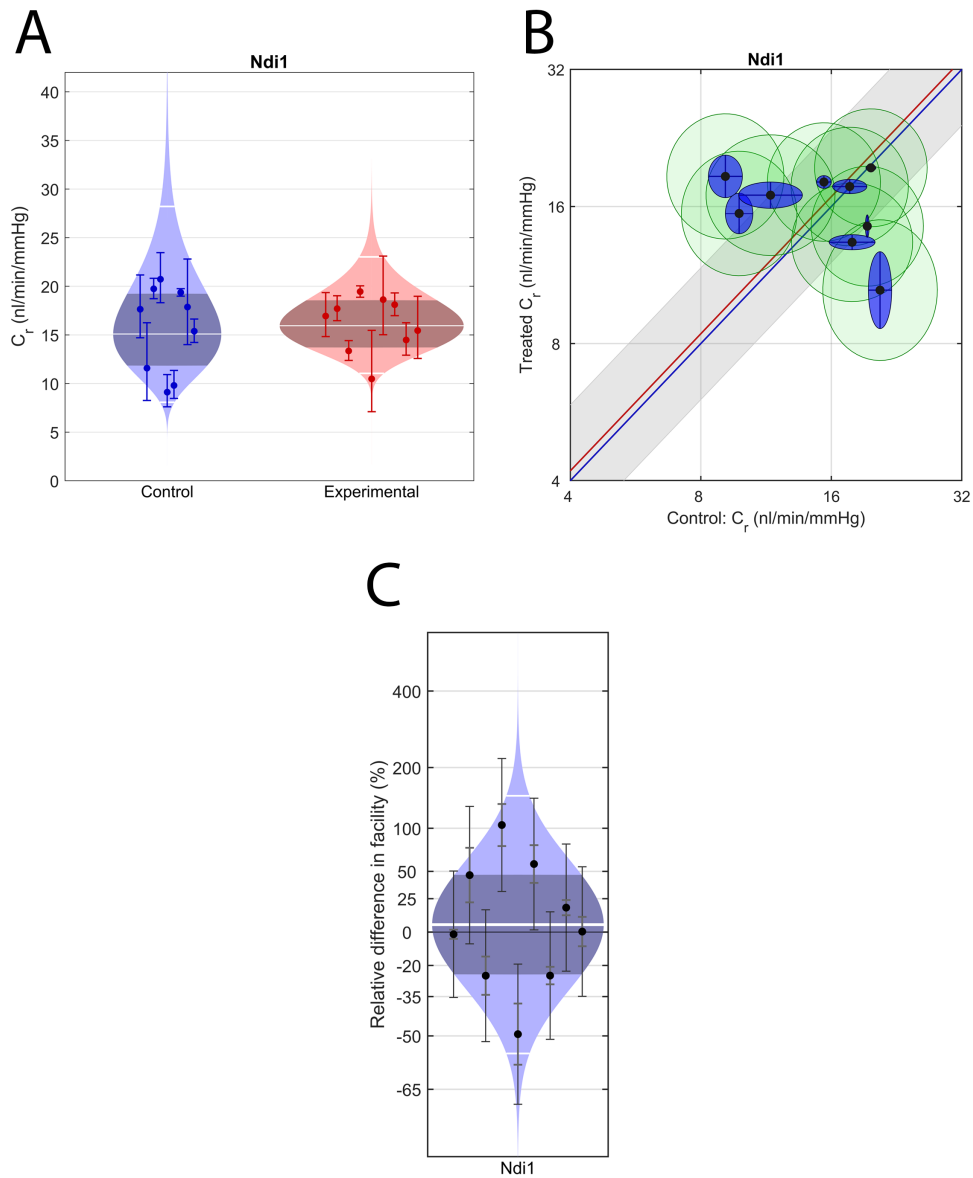 A
Ndi1
C_r (nl/min/mmHg)
40
35
30
25
20
15
10
5
0
Control
Experimental
B
Ndi1
Treated C_r (nl/min/mmHg)
32
16
8
4
4
8
16
32
Control: C_r (nl/min/mmHg)
C
Relative difference in facility (%)
400
200
100
50
25
0
-20
-35
-50
-65
Ndi1